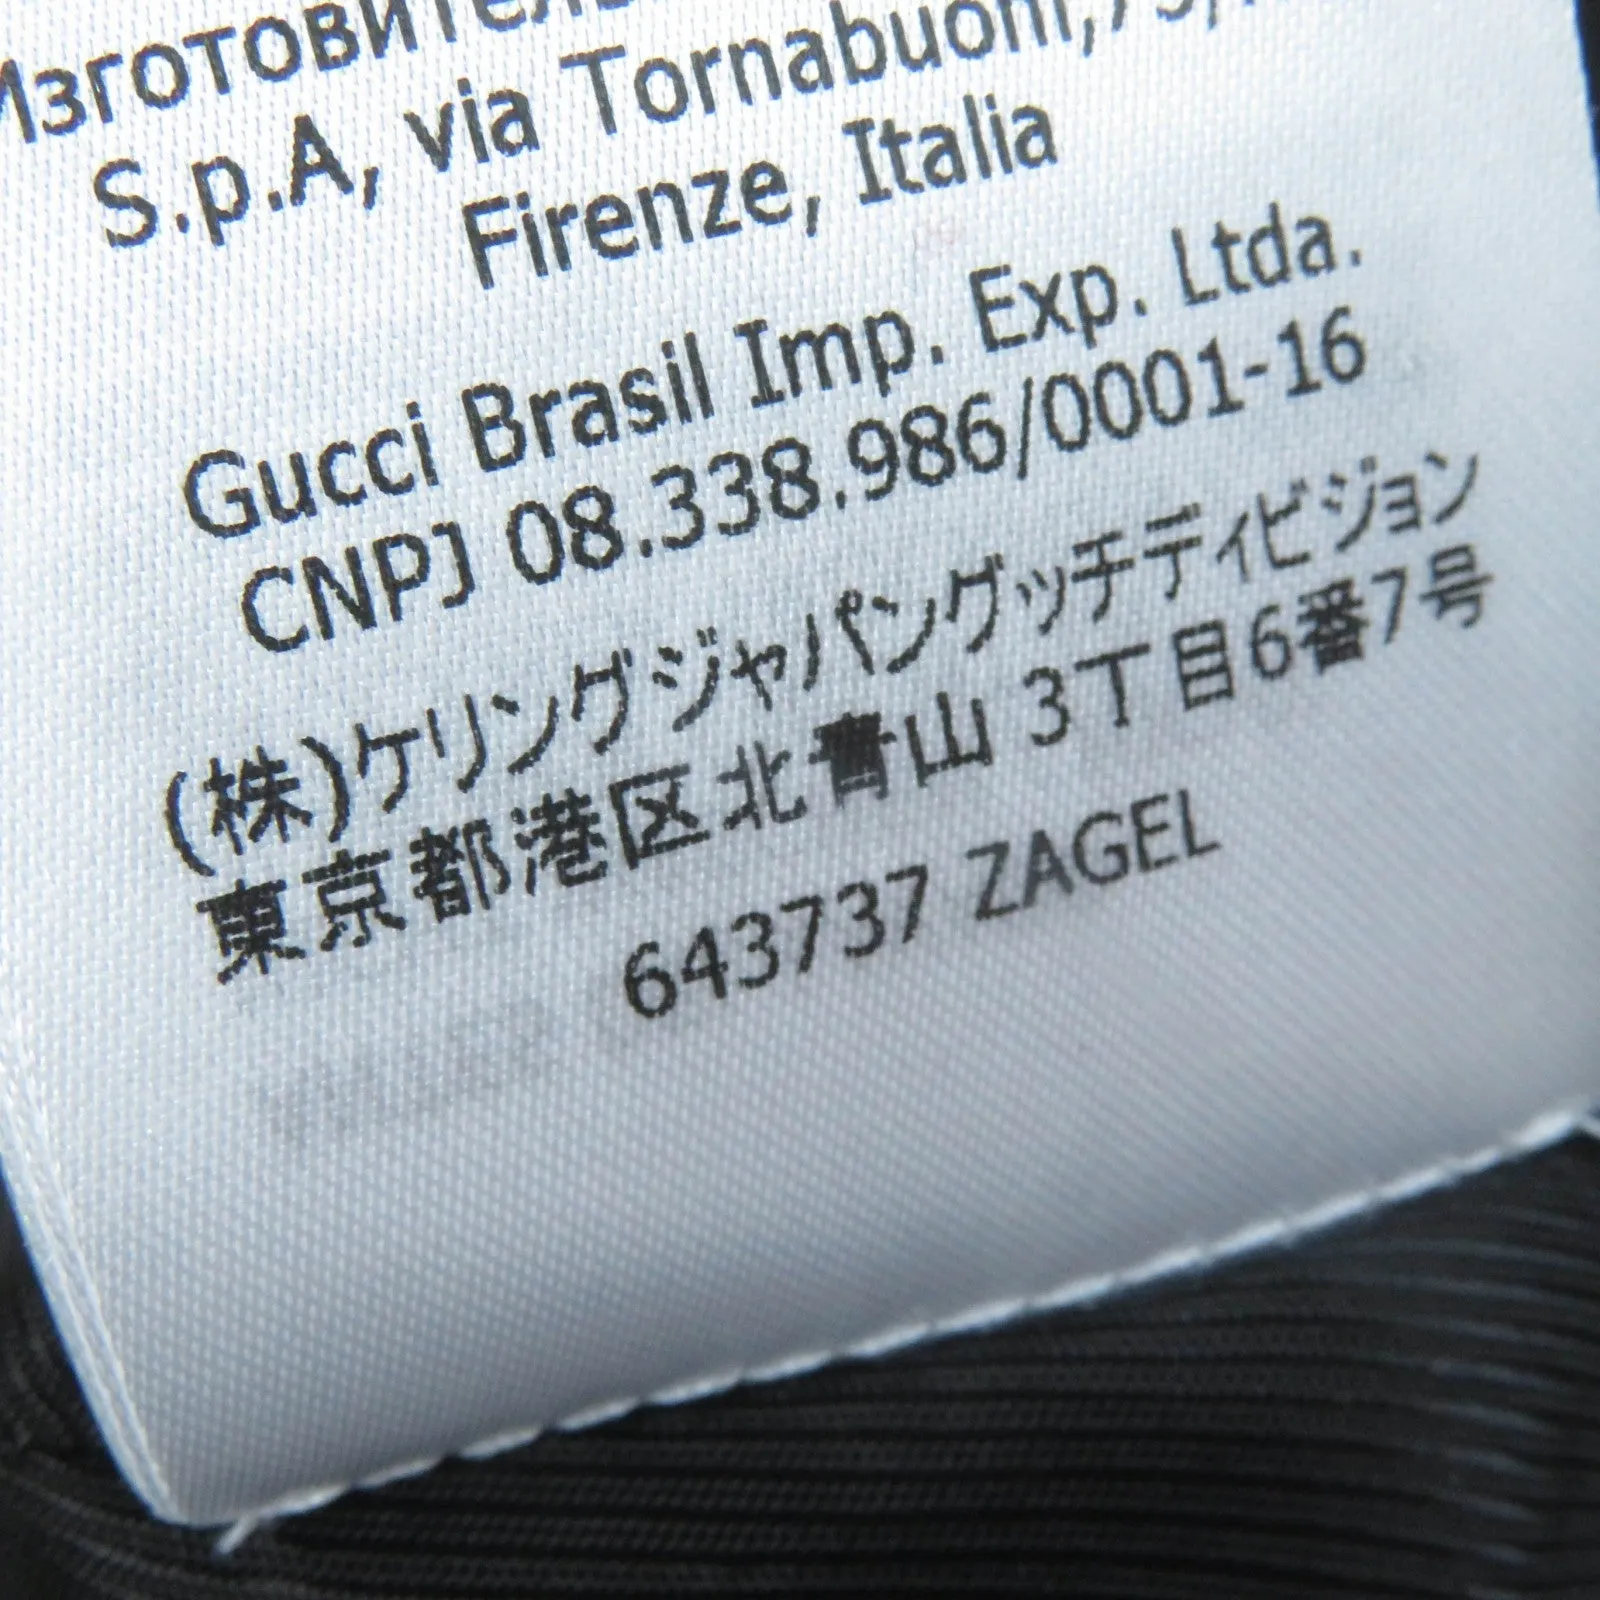 Изготовитель
S.p.A, via Tornabuoni,73,
Firenze, Italia
Gucci Brasil Imp. Exp. Ltda.
CNPJ 08.338.986/0001-16
(株)ケリングジャパングッチディビジョン
東京都港区北青山 3丁目6番7号
643737 ZAGEL